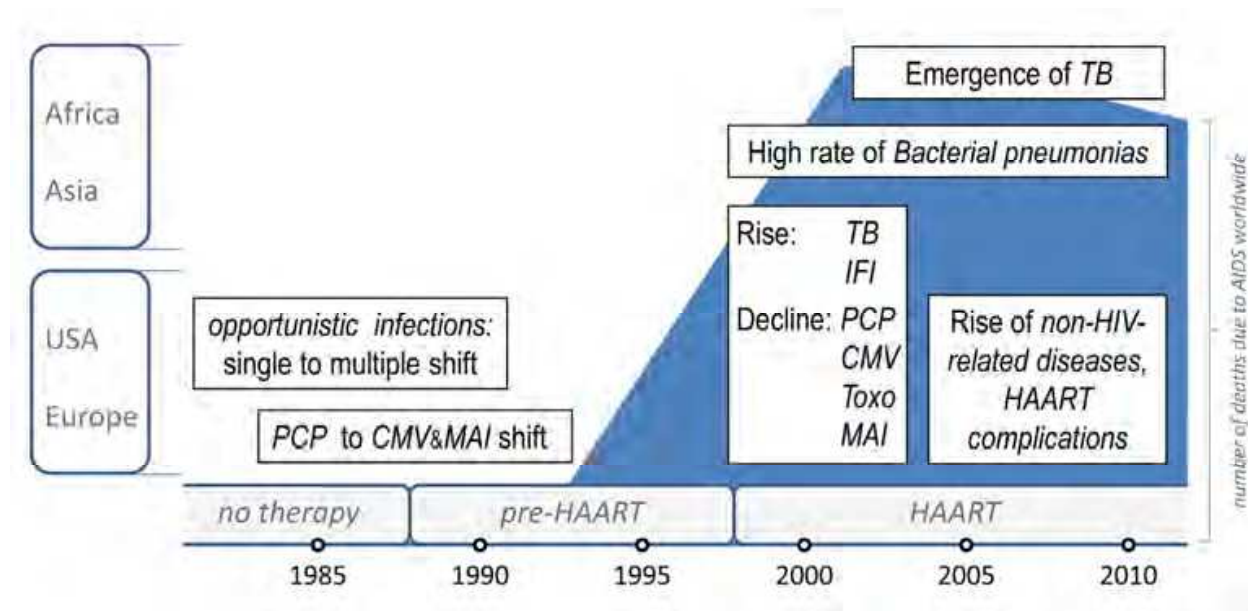 Africa
Asia
USA
Europe
Emergence of TB
High rate of Bacterial pneumonias
Rise: TB
IFI
Decline: PCP
CMV
Toxo
MAI
Rise of non-HIV-
related diseases,
HAART
complications
opportunistic infections:
single to multiple shift
PCP to CMV&MAI shift
number of deaths due to AIDS worldwide
no therapy
pre-HAART
HAART
1985
1990
1995
2000
2005
2010